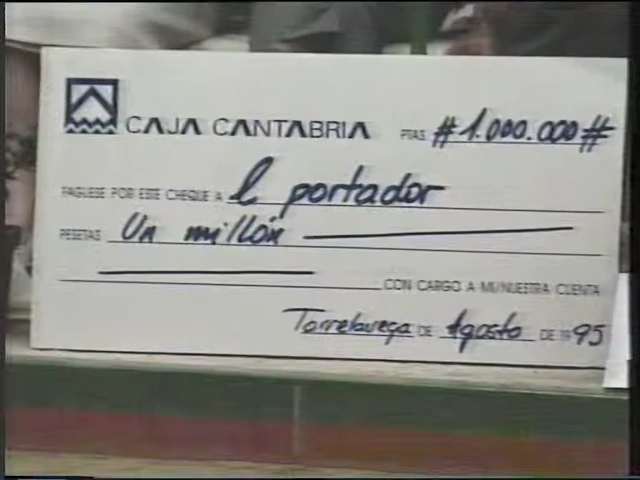 CAJA CANTABRIA PTAS #1.000.000#
PAGUESE POR ESTE CHEQUE A l portador
PESETAS Un millón
CON CARGO A MI/NUESTRA CUENTA
Torrelavega DE Agosto DE 1995